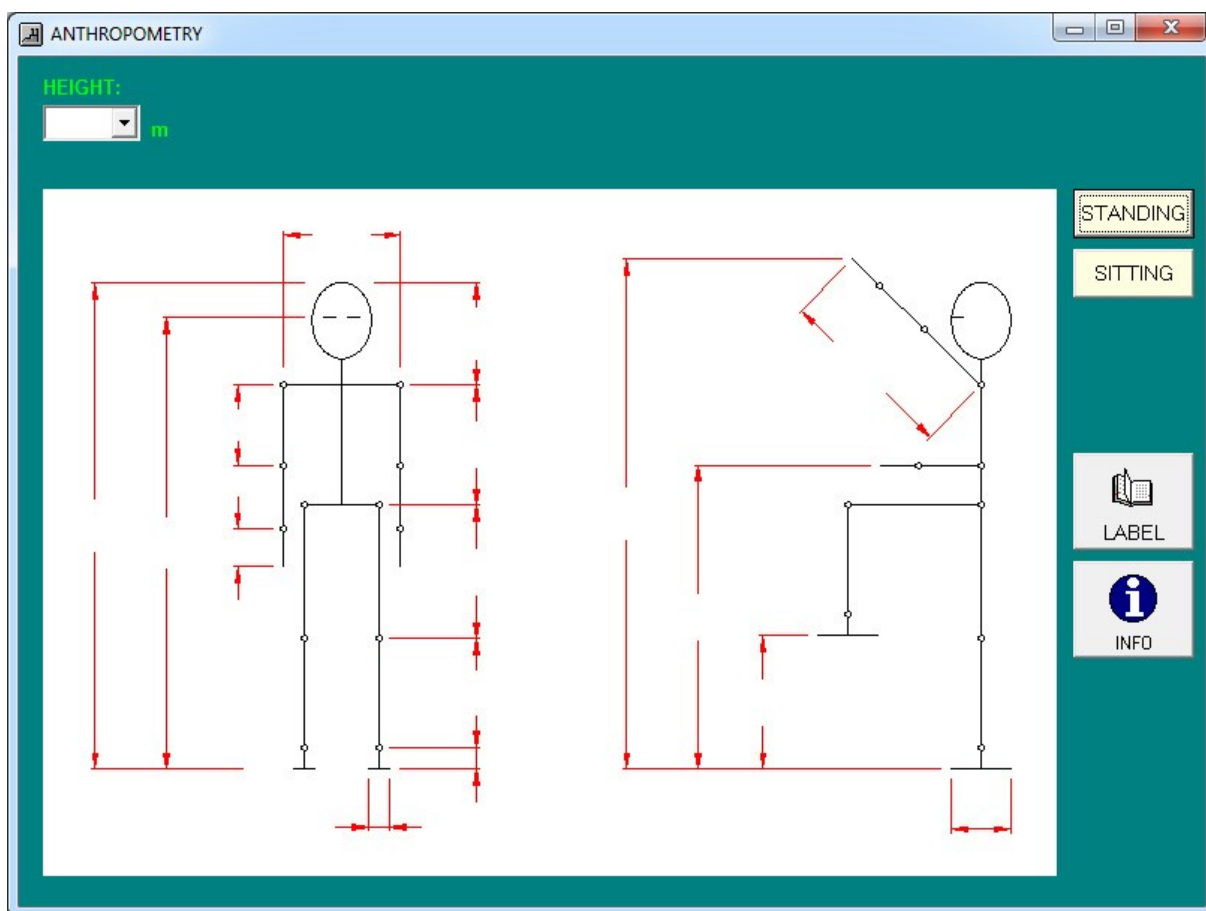 ANTHROPOMETRY
HEIGHT:
m
STANDING
SITTING
LABEL
INFO